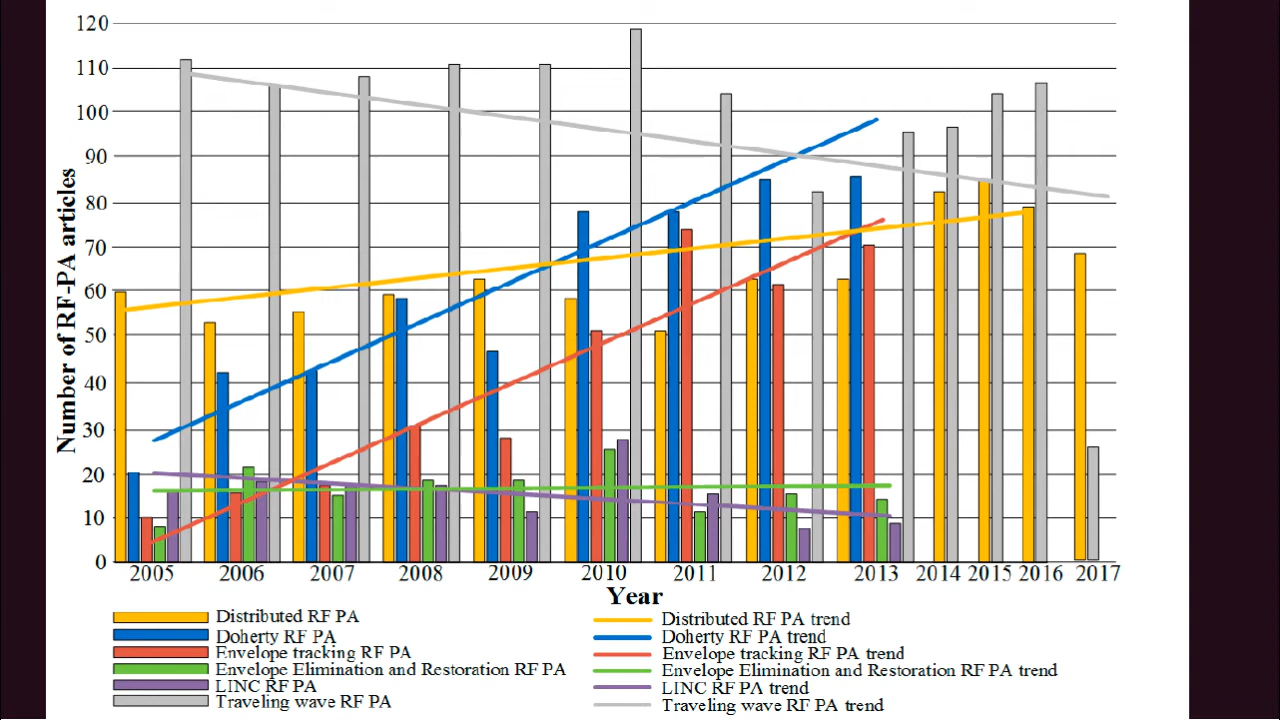 120
110
100
90
80
70
60
50
40
30
20
10
0
Number of RF-PA articles
2005 2006 2007 2008 2009 2010 2011 2012 2013 2014 2015 2016 2017
Year
Distributed RF PA
Doherty RF PA
Envelope tracking RF PA
Envelope Elimination and Restoration RF PA
LINC RF PA
Traveling wave RF PA
Distributed RF PA trend
Doherty RF PA trend
Envelope tracking RF PA trend
Envelope Elimination and Restoration RF PA trend
LINC RF PA trend
Traveling wave RF PA trend